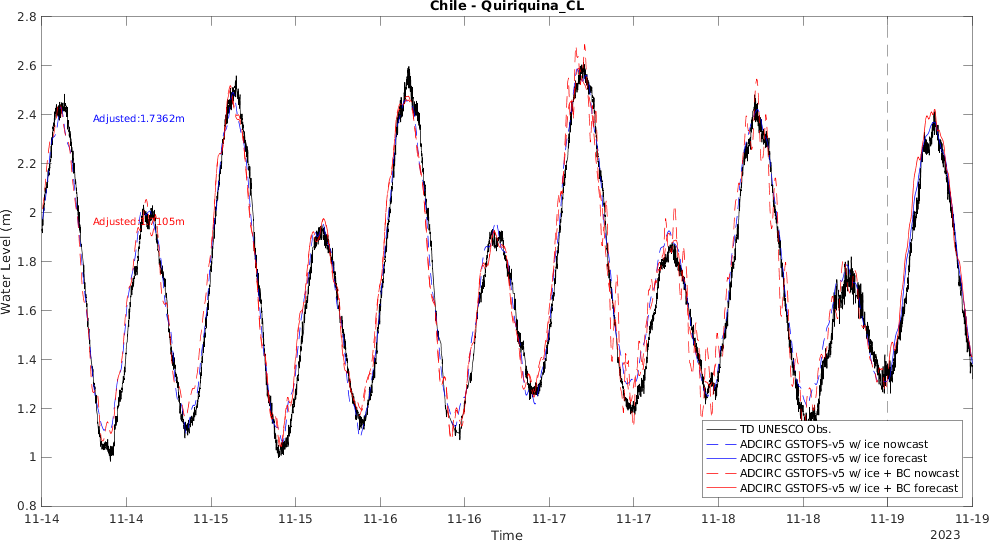 Chile - Quiriquina_CL
2.8
2.6
2.4
2.2
2
1.8
1.6
1.4
1.2
1
0.8
Water Level (m)
Adjusted:1.7362m
TD UNESCO Obs.
ADCIRC GSTOFS-v5 w/ ice nowcast
ADCIRC GSTOFS-v5 w/ ice forecast
ADCIRC GSTOFS-v5 w/ ice + BC nowcast
ADCIRC GSTOFS-v5 w/ ice + BC forecast
11-14 11-14 11-15 11-15 11-16 11-16 11-17 11-17 11-18 11-18 11-19 11-19
Time
2023